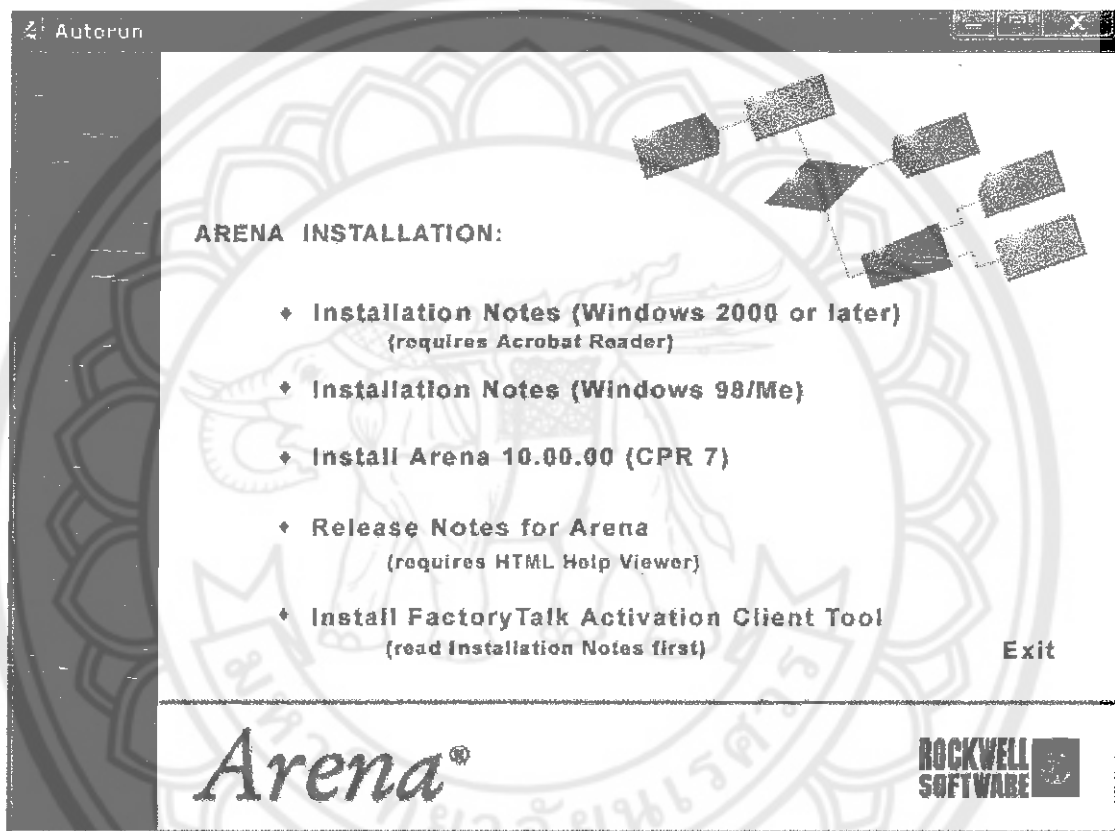 Autorun
ARENA INSTALLATION:
♦ Installation Notes (Windows 2000 or later)
(requires Acrobat Reader)
♦ Installation Notes (Windows 98/Me)
♦ Install Arena 10.00.00 (CPR 7)
♦ Release Notes for Arena
(requires HTML Help Viewer)
♦ Install FactoryTalk Activation Client Tool
(read Installation Notes first)
Exit
Arena®
ROCKWELL
SOFTWARE